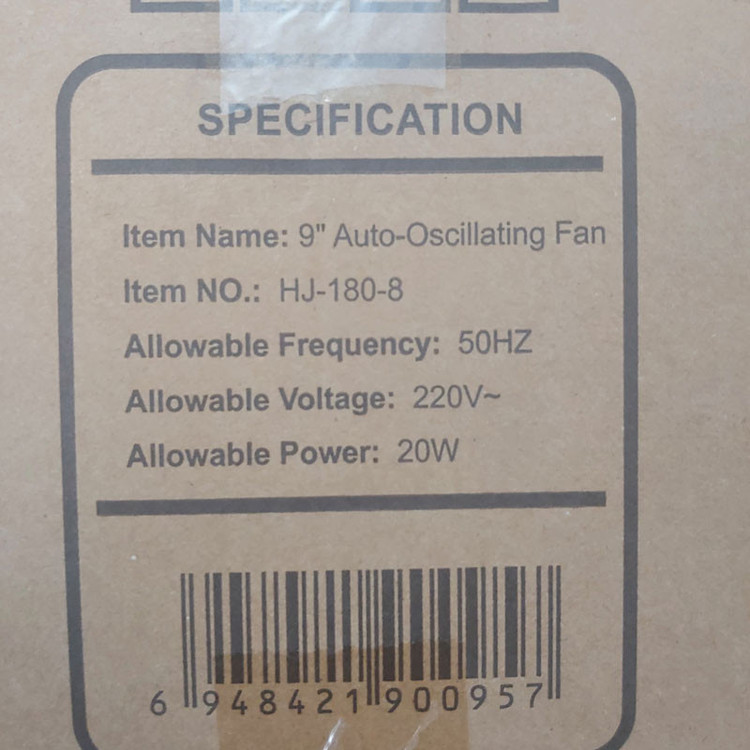 SPECIFICATION
Item Name: 9" Auto-Oscillating Fan
Item NO.: HJ-180-8
Allowable Frequency: 50HZ
Allowable Voltage: 220V~
Allowable Power: 20W
6 948421 900957